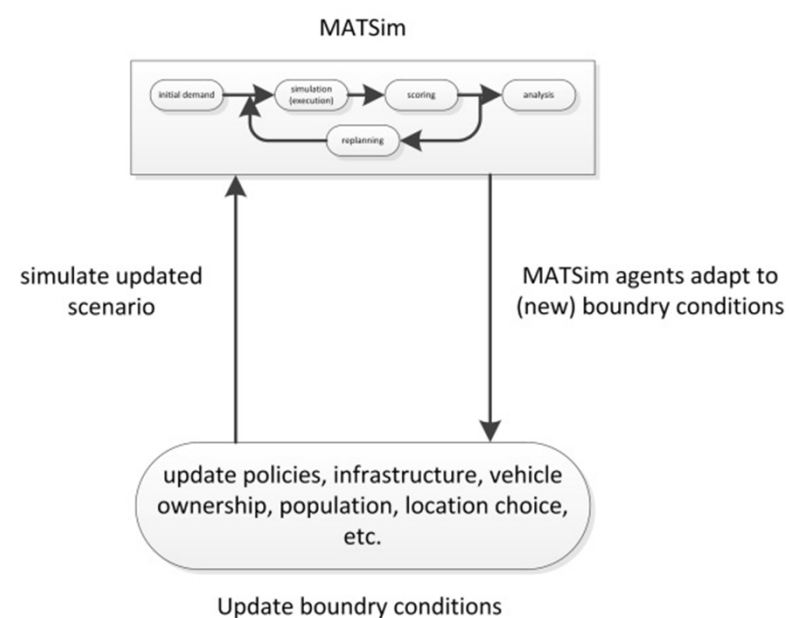 MATSim
initial demand
simulation
(execution)
scoring
analysis
replanning
simulate updated
scenario
MATSim agents adapt to
(new) boundry conditions
update policies, infrastructure, vehicle
ownership, population, location choice,
etc.
Update boundry conditions